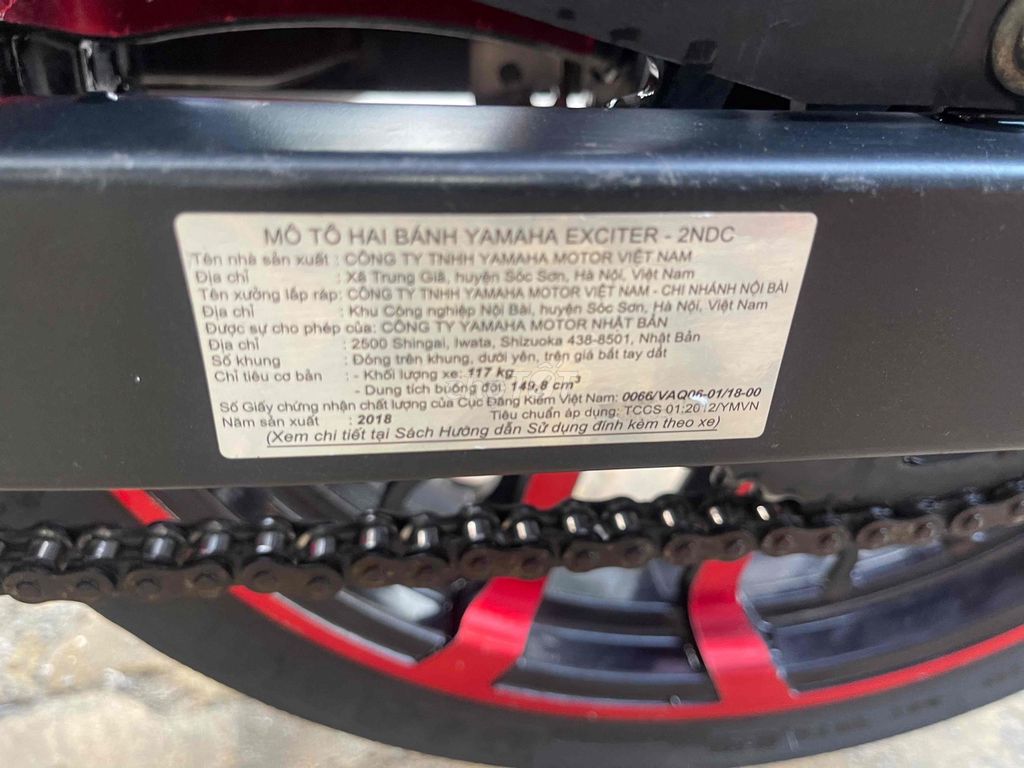 MÔ TÔ HAI BÁNH YAMAHA EXCITER - 2NDC
Tên nhà sản xuất : CÔNG TY TNHH YAMAHA MOTOR VIỆT NAM
Địa chỉ : Xã Trung Giã, huyện Sóc Sơn, Hà Nội, Việt Nam
Tên xưởng lắp ráp: CÔNG TY TNHH YAMAHA MOTOR VIỆT NAM - CHI NHÁNH NỘI BÀI
Địa chỉ : Khu Công nghiệp Nội Bài, huyện Sóc Sơn, Hà Nội, Việt Nam
Được sự cho phép của: CÔNG TY YAMAHA MOTOR NHẬT BẢN
Địa chỉ : 2500 Shingai, Iwata, Shizuoka 438-8501, Nhật Bản
Số khung : Đóng trên khung, dưới yên, trên giá bắt tay dắt
Chỉ tiêu cơ bản : - Khối lượng xe: 117 kg
- Dung tích buồng đốt: 149,8 cm³
Số Giấy chứng nhận chất lượng của Cục Đăng Kiểm Việt Nam: 0066/VAQ06-01/18-00
Năm sản xuất : 2018 Tiêu chuẩn áp dụng: TCCS 01:2012/YMVN
(Xem chi tiết tại Sách Hướng dẫn Sử dụng đính kèm theo xe)